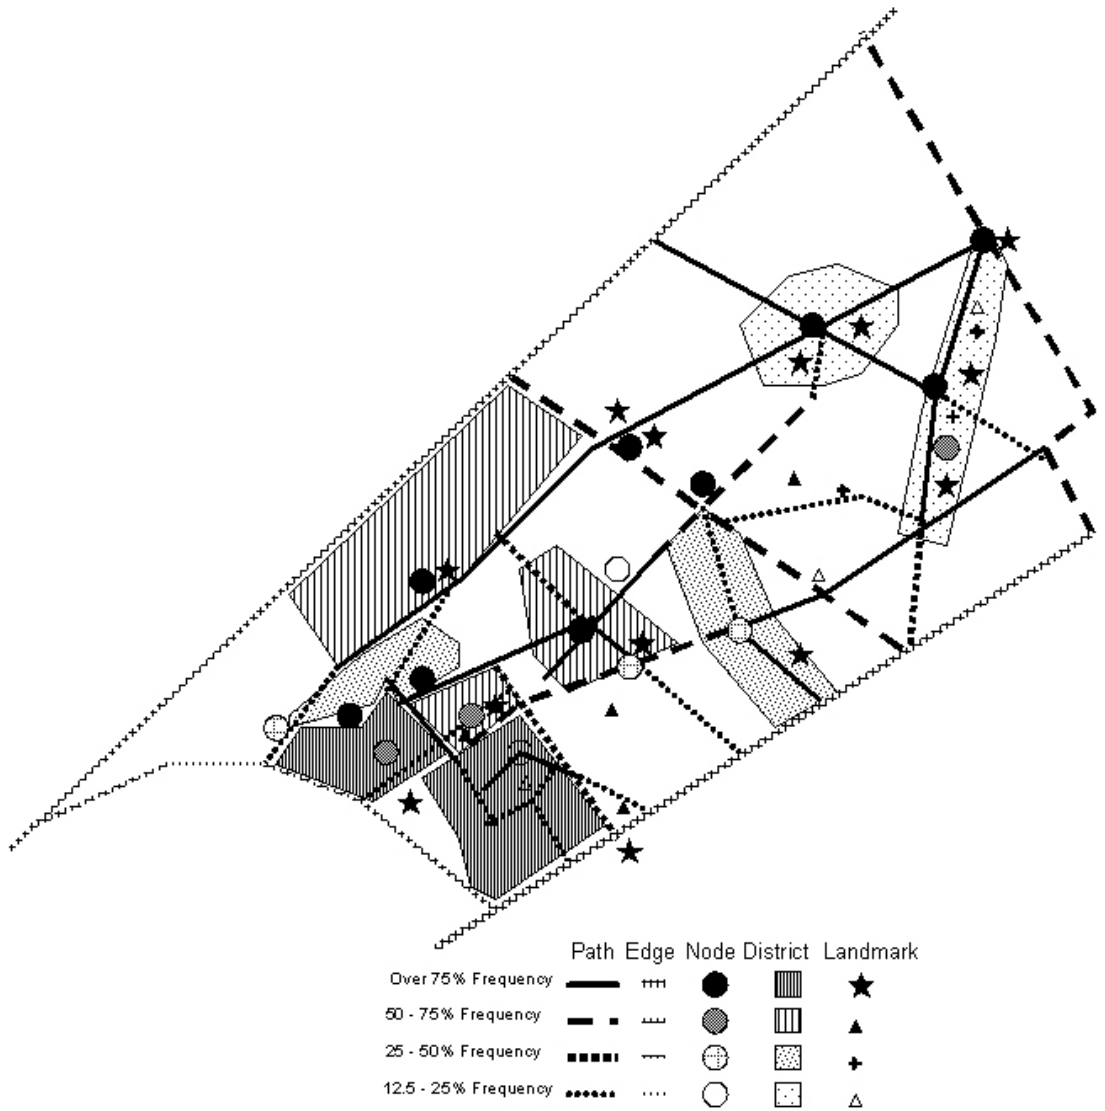 Path Edge Node District Landmark
Over 75% Frequency
50 - 75% Frequency
25 - 50% Frequency
12.5 - 25% Frequency